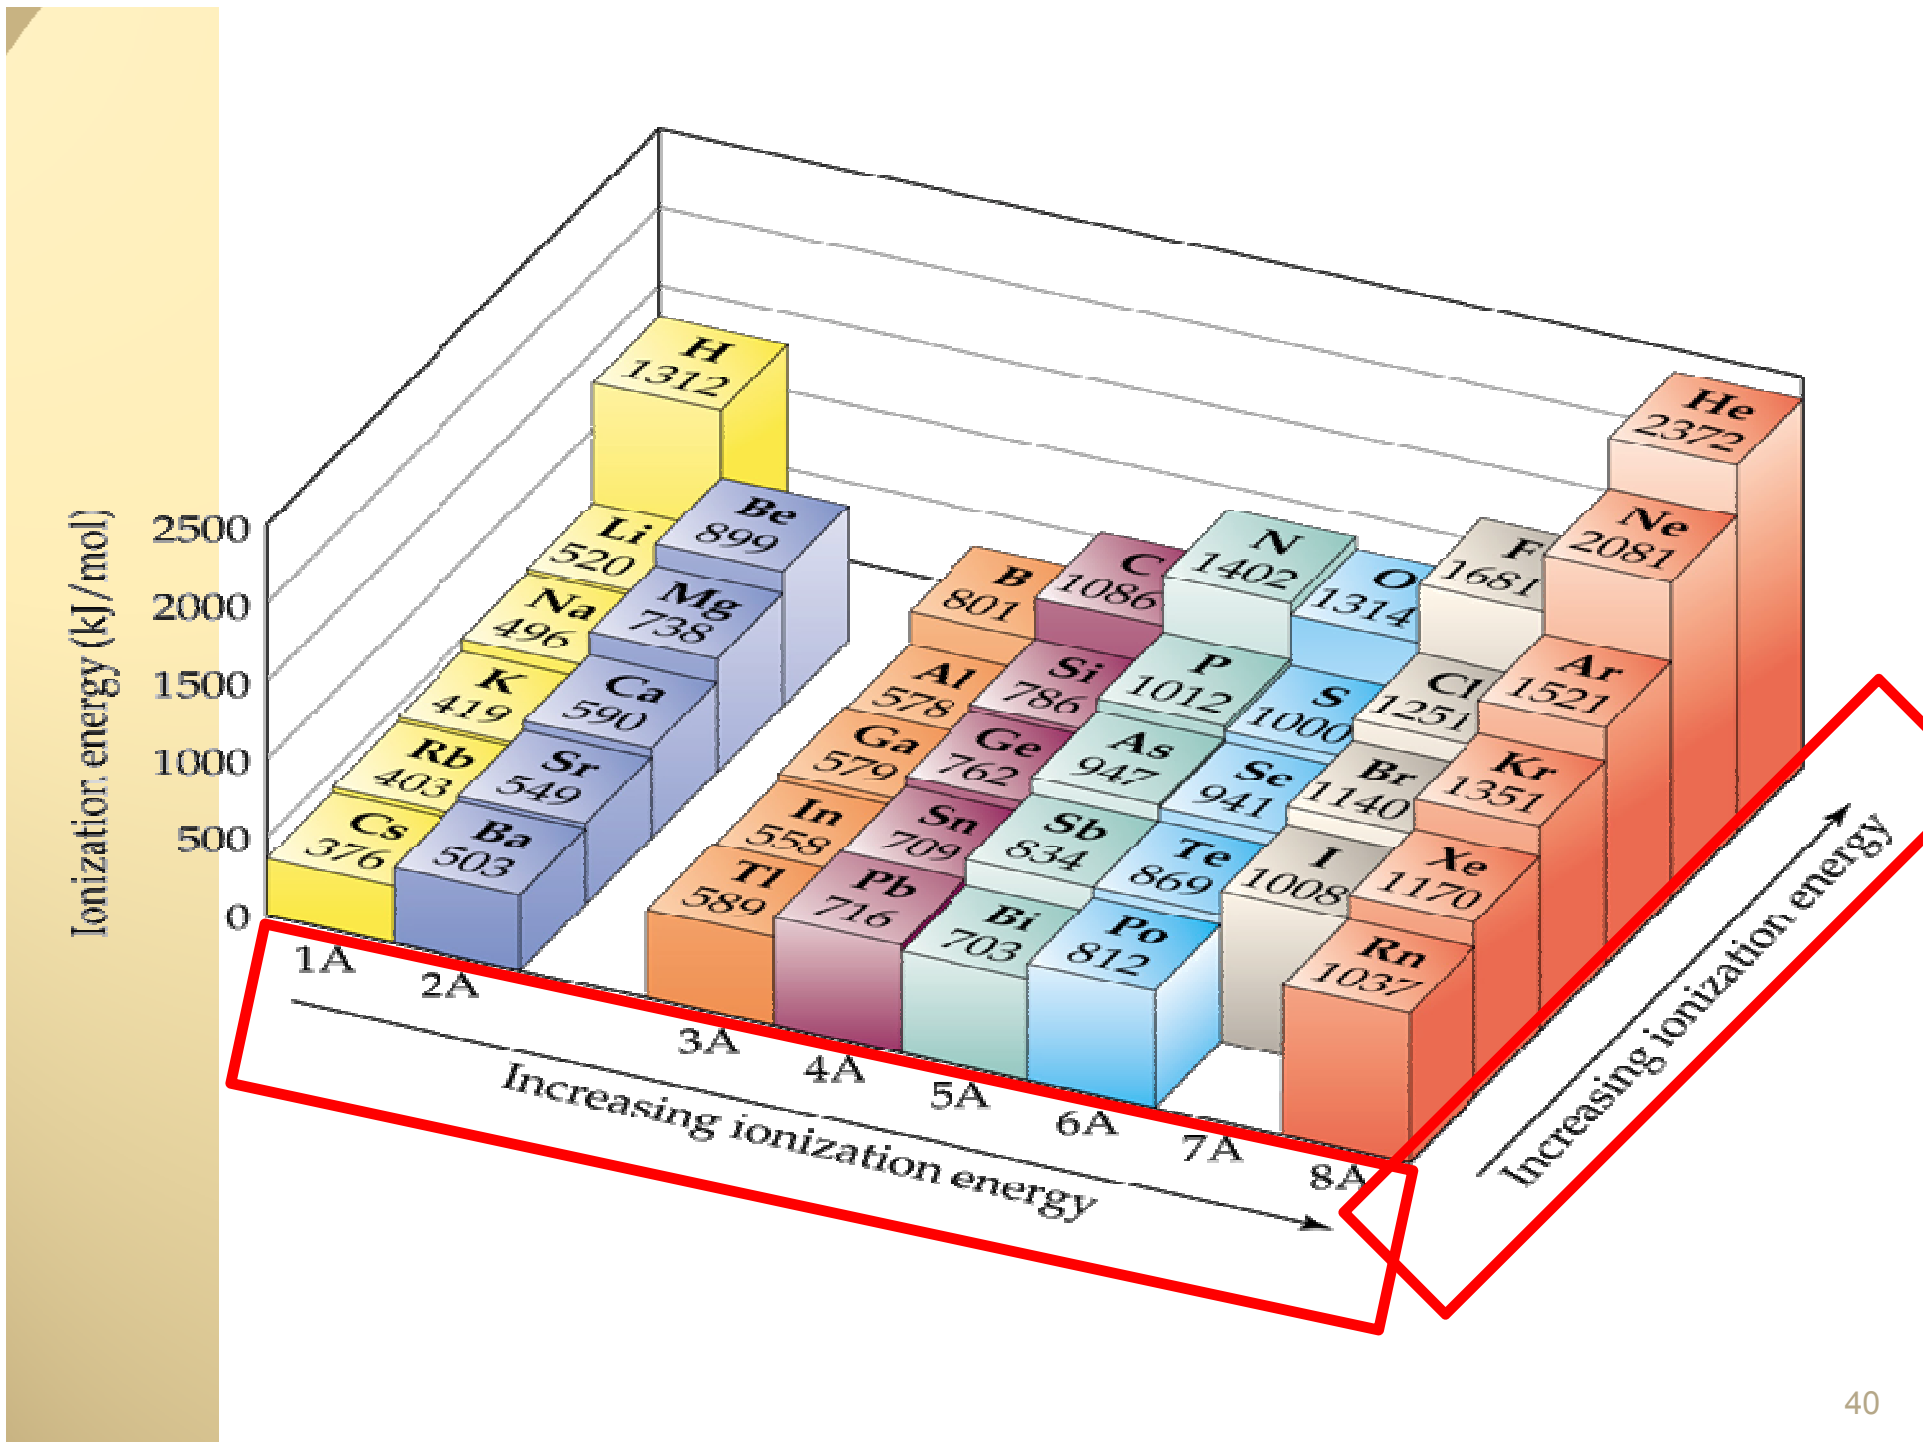 Ionization energy (kJ/mol)
2500
2000
1500
1000
500
0
H
1312
He
2372
Li
520
Be
899
B
801
C
1086
N
1402
O
1314
F
1681
Ne
2081
Na
496
Mg
738
Al
578
Si
786
P
1012
S
1000
Cl
1251
Ar
1521
K
419
Ca
590
Ga
579
Ge
762
As
947
Se
941
Br
1140
Kr
1351
Rb
403
Sr
549
In
558
Sn
709
Sb
834
Te
869
I
1008
Xe
1170
Cs
376
Ba
503
Tl
589
Pb
716
Bi
703
Po
812
Rn
1037
1A
2A
3A
4A
5A
6A
7A
8A
Increasing ionization energy
Increasing ionization energy
40